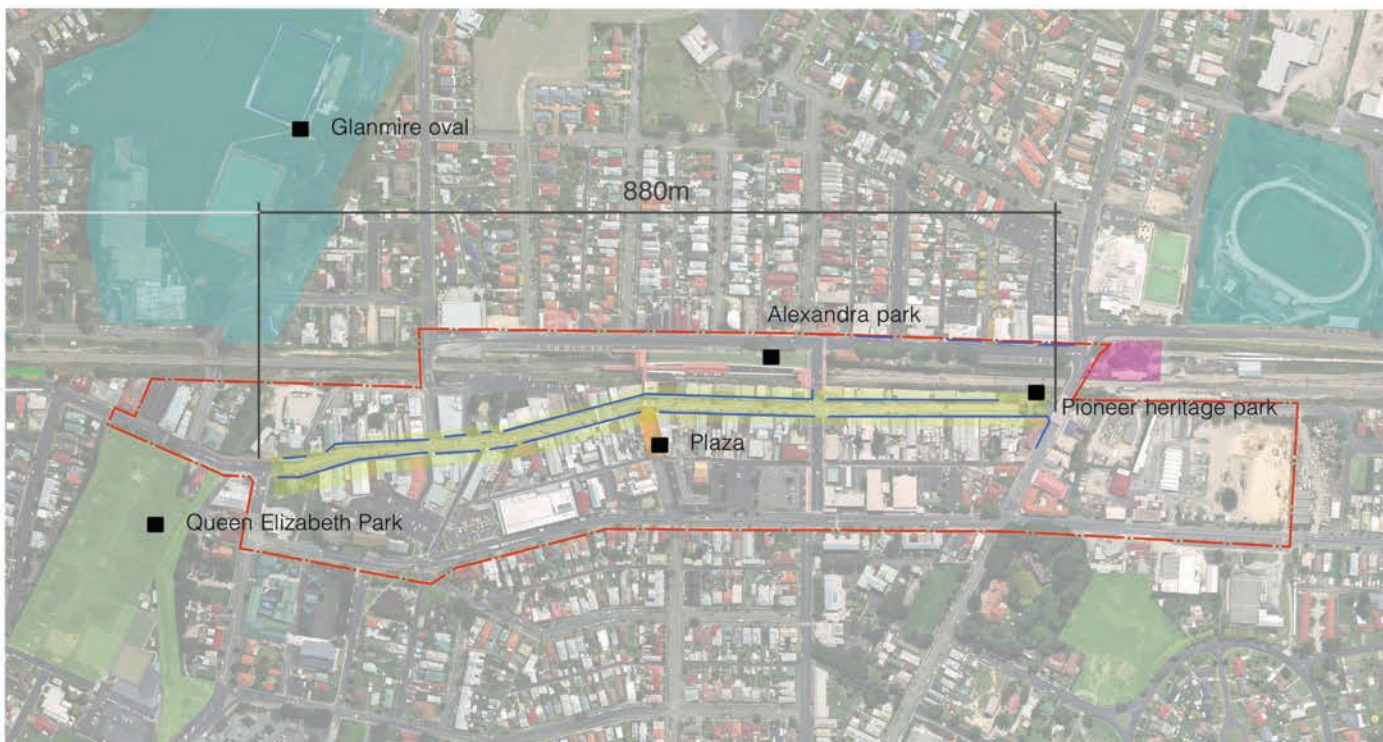 Glanmire oval
880m
Alexandra park
Pioneer heritage park
Plaza
Queen Elizabeth Park